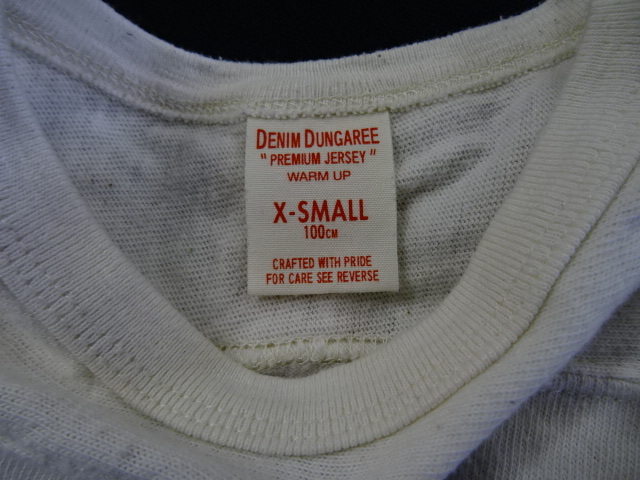 DENIM DUNGAREE
"PREMIUM JERSEY"
WARM UP
X-SMALL
100CM
CRAFTED WITH PRIDE
FOR CARE SEE REVERSE